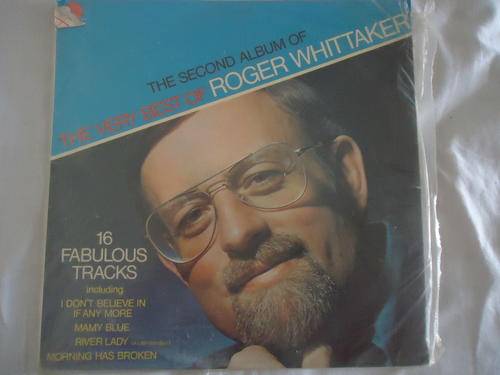 THE SECOND ALBUM OF
THE VERY BEST OF ROGER WHITTAKER
16
FABULOUS
TRACKS
including
I DON'T BELIEVE IN
IF ANY MORE
MAMY BLUE
RIVER LADY
MORNING HAS BROKEN